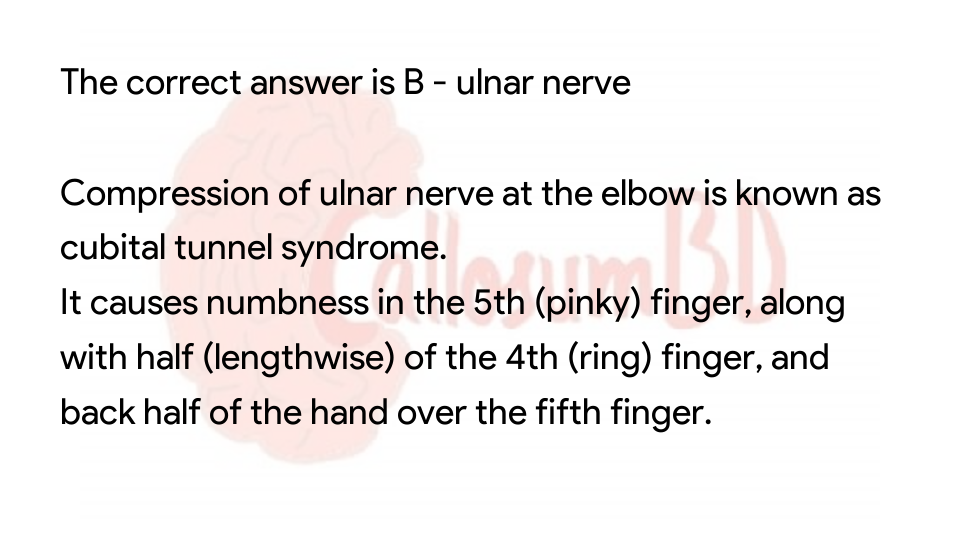 The correct answer is B - ulnar nerve
Compression of ulnar nerve at the elbow is known as
cubital tunnel syndrome.
It causes numbness in the 5th (pinky) finger, along
with half (lengthwise) of the 4th (ring) finger, and
back half of the hand over the fifth finger.
CallosumBD